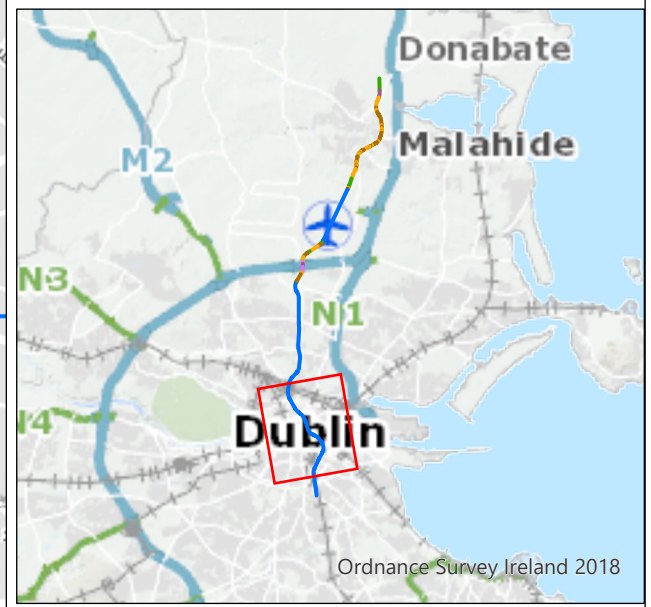 Donabate
Malahide
M2
N3
N1
N4
Dublin
Ordnance Survey Ireland 2018